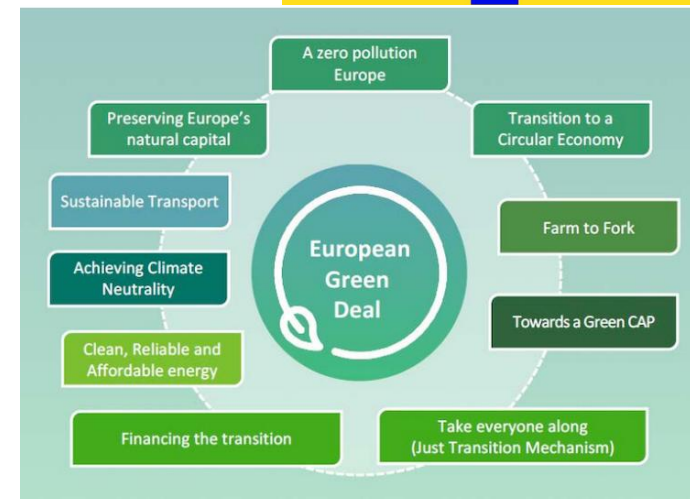 A zero pollution
Europe
Preserving Europe's
natural capital
Transition to a
Circular Economy
Sustainable Transport
Farm to Fork
European
Green
Deal
Achieving Climate
Neutrality
Towards a Green CAP
Clean, Reliable and
Affordable energy
Financing the transition
Take everyone along
(Just Transition Mechanism)